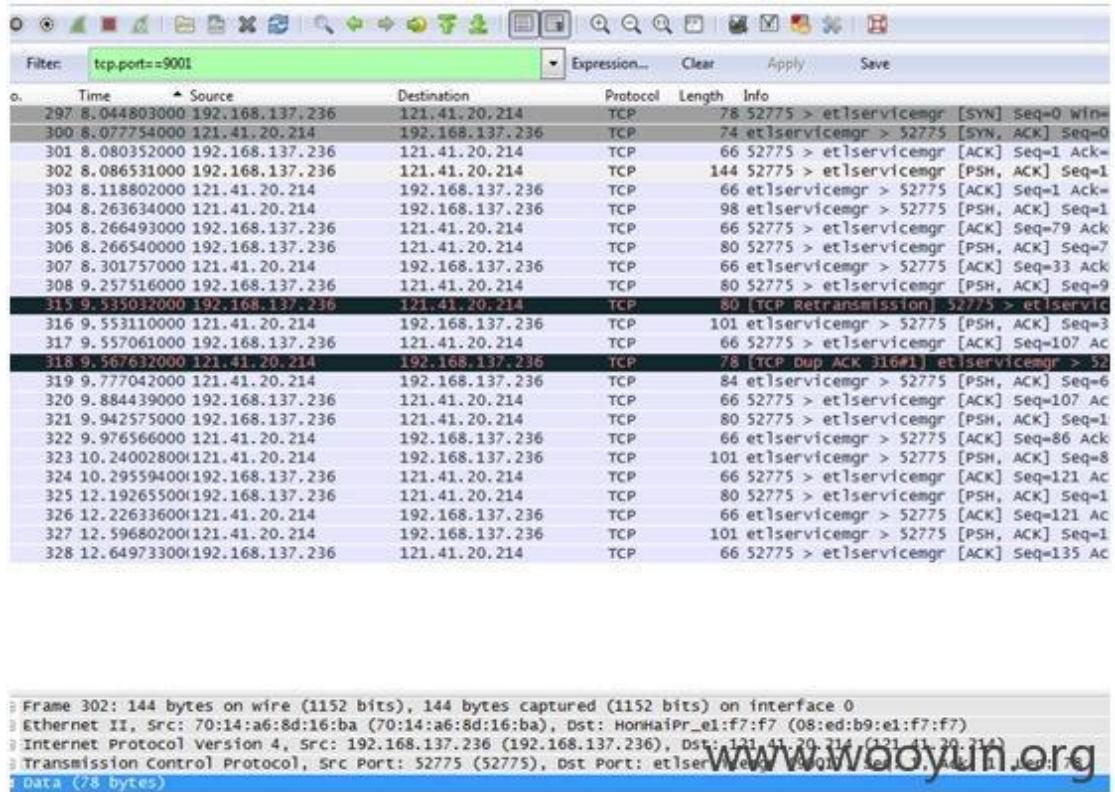 Filter: tcp.port==9001 Expression... Clear Apply Save
o. Time Source Destination Protocol Length Info
297 8.044803000 192.168.137.236 121.41.20.214 TCP 78 52775 > etlservicemgr [SYN] Seq=0 Win=
300 8.077754000 121.41.20.214 192.168.137.236 TCP 74 etlservicemgr > 52775 [SYN, ACK] Seq=0
301 8.080352000 192.168.137.236 121.41.20.214 TCP 66 52775 > etlservicemgr [ACK] Seq=1 Ack=
302 8.086531000 192.168.137.236 121.41.20.214 TCP 144 52775 > etlservicemgr [PSH, ACK] Seq=1
303 8.118802000 121.41.20.214 192.168.137.236 TCP 66 etlservicemgr > 52775 [ACK] Seq=1 Ack=
304 8.263634000 121.41.20.214 192.168.137.236 TCP 98 etlservicemgr > 52775 [PSH, ACK] Seq=1
305 8.266493000 192.168.137.236 121.41.20.214 TCP 66 52775 > etlservicemgr [ACK] Seq=79 Ack
306 8.266540000 192.168.137.236 121.41.20.214 TCP 80 52775 > etlservicemgr [PSH, ACK] Seq=7
307 8.301757000 121.41.20.214 192.168.137.236 TCP 66 etlservicemgr > 52775 [ACK] Seq=33 Ack
308 9.257516000 192.168.137.236 121.41.20.214 TCP 80 52775 > etlservicemgr [PSH, ACK] Seq=9
315 9.535032000 192.168.137.236 121.41.20.214 TCP 80 [TCP Retransmission] 52775 > etlservic
316 9.553110000 121.41.20.214 192.168.137.236 TCP 101 etlservicemgr > 52775 [PSH, ACK] Seq=3
317 9.557061000 192.168.137.236 121.41.20.214 TCP 66 52775 > etlservicemgr [ACK] Seq=107 Ac
318 9.567632000 121.41.20.214 192.168.137.236 TCP 78 [TCP Dup ACK 316#1] etlservicemgr > 52
319 9.777042000 121.41.20.214 192.168.137.236 TCP 84 etlservicemgr > 52775 [PSH, ACK] Seq=6
320 9.884439000 192.168.137.236 121.41.20.214 TCP 66 52775 > etlservicemgr [ACK] Seq=107 Ac
321 9.942575000 192.168.137.236 121.41.20.214 TCP 80 52775 > etlservicemgr [PSH, ACK] Seq=1
322 9.976566000 121.41.20.214 192.168.137.236 TCP 66 etlservicemgr > 52775 [ACK] Seq=86 Ack
323 10.24002800(121.41.20.214 192.168.137.236 TCP 101 etlservicemgr > 52775 [PSH, ACK] Seq=8
324 10.29559400(192.168.137.236 121.41.20.214 TCP 66 52775 > etlservicemgr [ACK] Seq=121 Ac
325 12.19265500(192.168.137.236 121.41.20.214 TCP 80 52775 > etlservicemgr [PSH, ACK] Seq=1
326 12.22633600(121.41.20.214 192.168.137.236 TCP 66 etlservicemgr > 52775 [ACK] Seq=121 Ac
327 12.59680200(121.41.20.214 192.168.137.236 TCP 101 etlservicemgr > 52775 [PSH, ACK] Seq=1
328 12.64973300(192.168.137.236 121.41.20.214 TCP 66 52775 > etlservicemgr [ACK] Seq=135 Ac
Frame 302: 144 bytes on wire (1152 bits), 144 bytes captured (1152 bits) on interface 0
Ethernet II, Src: 70:14:a6:8d:16:ba (70:14:a6:8d:16:ba), Dst: HonHaiPr_e1:f7:f7 (08:ed:b9:e1:f7:f7)
Internet Protocol Version 4, Src: 192.168.137.236 (192.168.137.236), Dst: 121.41.20.214 (121.41.20.214)
Transmission Control Protocol, Src Port: 52775 (52775), Dst Port:
Data (78 bytes)
www.wooyun.org